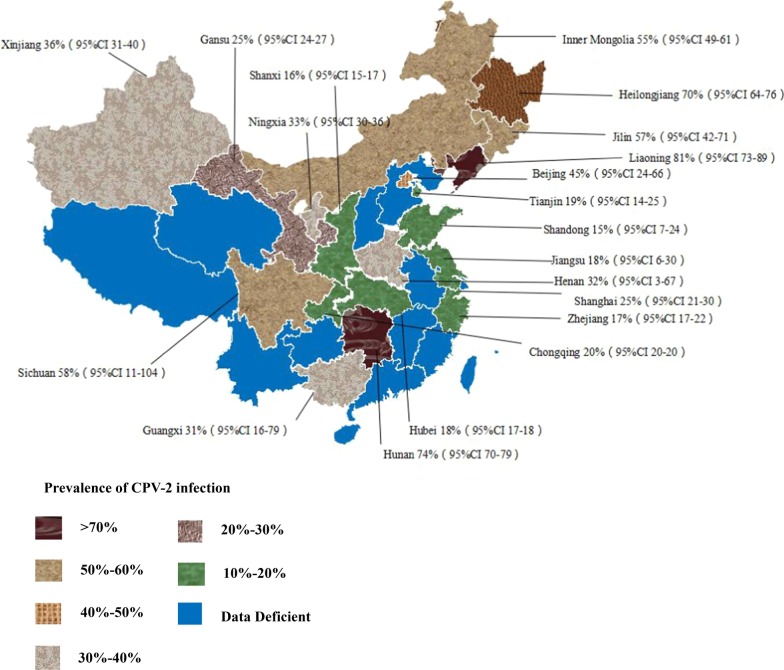 Xinjiang 36% ( 95%CI 31-40)
Gansu 25% ( 95%CI 24-27)
Inner Mongolia 55% ( 95%CI 49-61)
Shanxi 16% ( 95%CI 15-17)
Heilongjiang 70% ( 95%CI 64-76)
Ningxia 33% ( 95%CI 30-36)
Jilin 57% ( 95%CI 42-71)
Liaoning 81% ( 95%CI 73-89)
Beijing 45% ( 95%CI 24-66)
Tianjin 19% ( 95%CI 14-25)
Shandong 15% ( 95%CI 7-24)
Jiangsu 18% ( 95%CI 6-30)
Henan 32% ( 95%CI 3-67)
Shanghai 25% ( 95%CI 21-30)
Zhejiang 17% ( 95%CI 17-22)
Chongqing 20% ( 95%CI 20-20)
Sichuan 58% ( 95%CI 11-104)
Guangxi 31% ( 95%CI 16-79)
Hubei 18% ( 95%CI 17-18)
Hunan 74% ( 95%CI 70-79)
Prevalence of CPV-2 infection
>70%
50%-60%
40%-50%
30%-40%
20%-30%
10%-20%
Data Deficient